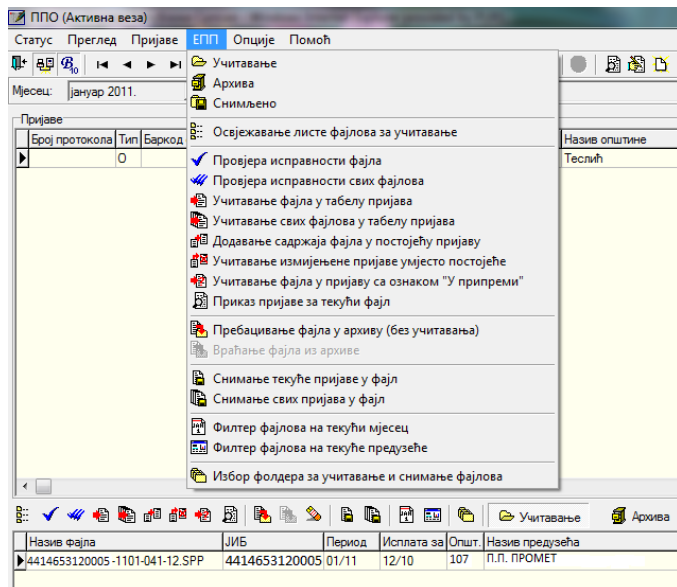 ППО (Активна веза)
Статус Преглед Пријаве ЕПП Опције Помоћ
Мјесец: јануар 2011.
Учитавање
Архива
Снимљено
Освјежавање листе фајлова за учитавање
Провјера исправности фајла
Провјера исправности свих фајлова
Учитавање фајла у табелу пријава
Учитавање свих фајлова у табелу пријава
Додавање садржаја фајла у постојећу пријаву
Учитавање измијењене пријаве умјесто постојеће
Учитавање фајла у пријаву са ознаком "У припреми"
Приказ пријаве за текући фајл
Пребацивање фајла у архиву (без учитавања)
Враћање фајла из архиве
Снимање текуће пријаве у фајл
Снимање свих пријава у фајл
Филтер фајлова на текући мјесец
Филтер фајлова на текуће предузеће
Избор фолдера за учитавање и снимање фајлова
Пријаве
Број протокола Тип Баркод Назив општине
О Теслић
Учитавање Архива
Назив фајла ЈИБ Период Исплата за Општ. Назив предузећа
4414653120005-1101-041-12.SPP 4414653120005 01/11 12/10 107 П.П. ПРОМЕТ